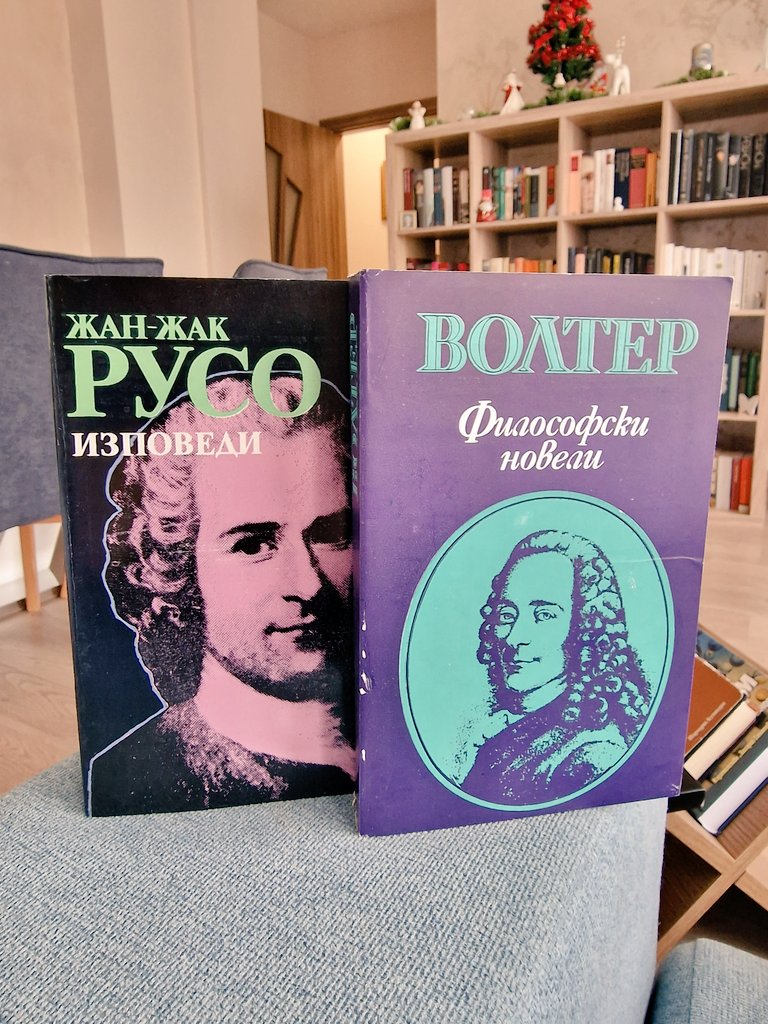 ЖАН-ЖАК
РУСО
ИЗПОВЕДИ
ВОЛТЕР
Философски
новели